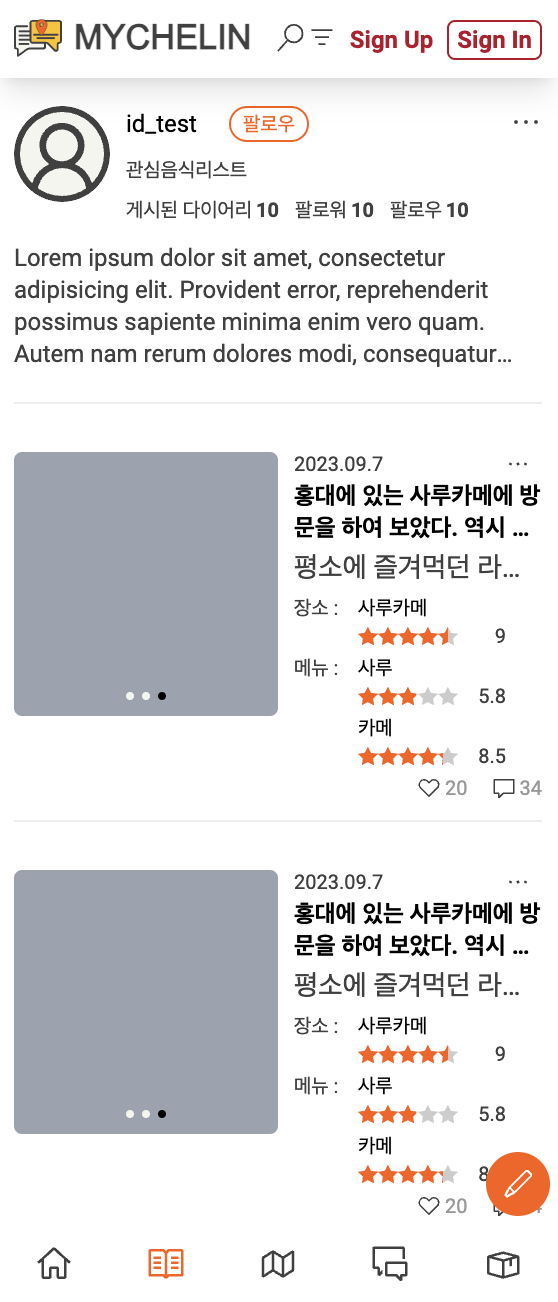 MYCHELIN Sign Up Sign In
id_test 팔로우 ···
관심음식리스트
게시된 다이어리 10 팔로워 10 팔로우 10
Lorem ipsum dolor sit amet, consectetur
adipisicing elit. Provident error, reprehenderit
possimus sapiente minima enim vero quam.
Autem nam rerum dolores modi, consequatur...
2023.09.7 ···
홍대에 있는 사루카메에 방
문을 하여 보았다. 역시 ...
평소에 즐겨먹던 라...
장소 : 사루카메
9
메뉴 : 사루
5.8
카메
8.5
20 34
2023.09.7 ···
홍대에 있는 사루카메에 방
문을 하여 보았다. 역시 ...
평소에 즐겨먹던 라...
장소 : 사루카메
9
메뉴 : 사루
5.8
카메
20